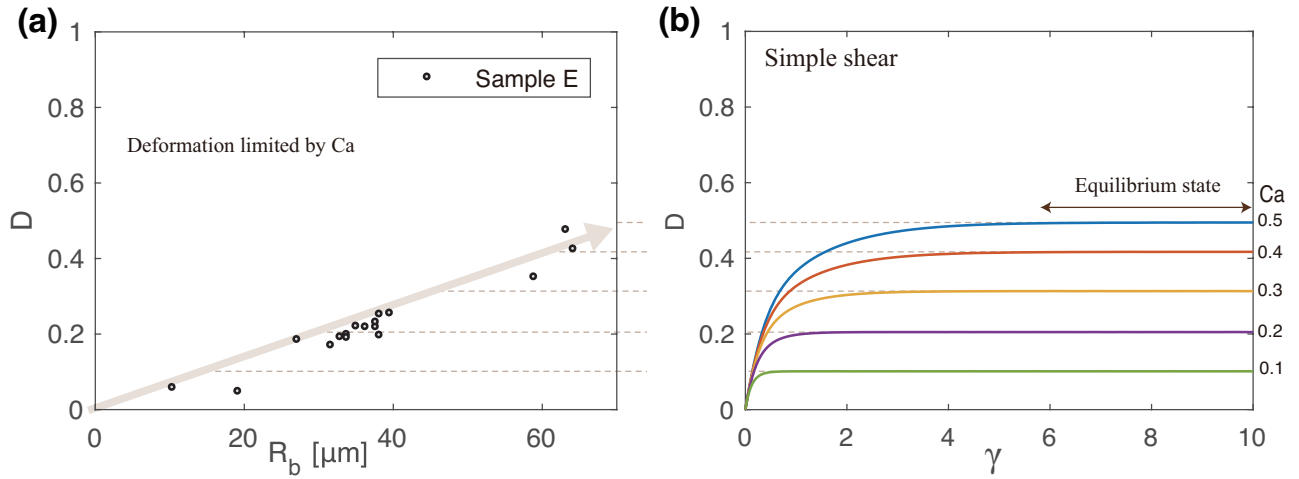 (a)
1
0.8
0.6
0.4
0.2
0
D
Sample E
Deformation limited by Ca
0 20 40 60
R_b [μm]
(b)
1
0.8
0.6
0.4
0.2
0
D
Simple shear
Equilibrium state
Ca
0.5
0.4
0.3
0.2
0.1
0 2 4 6 8 10
γ